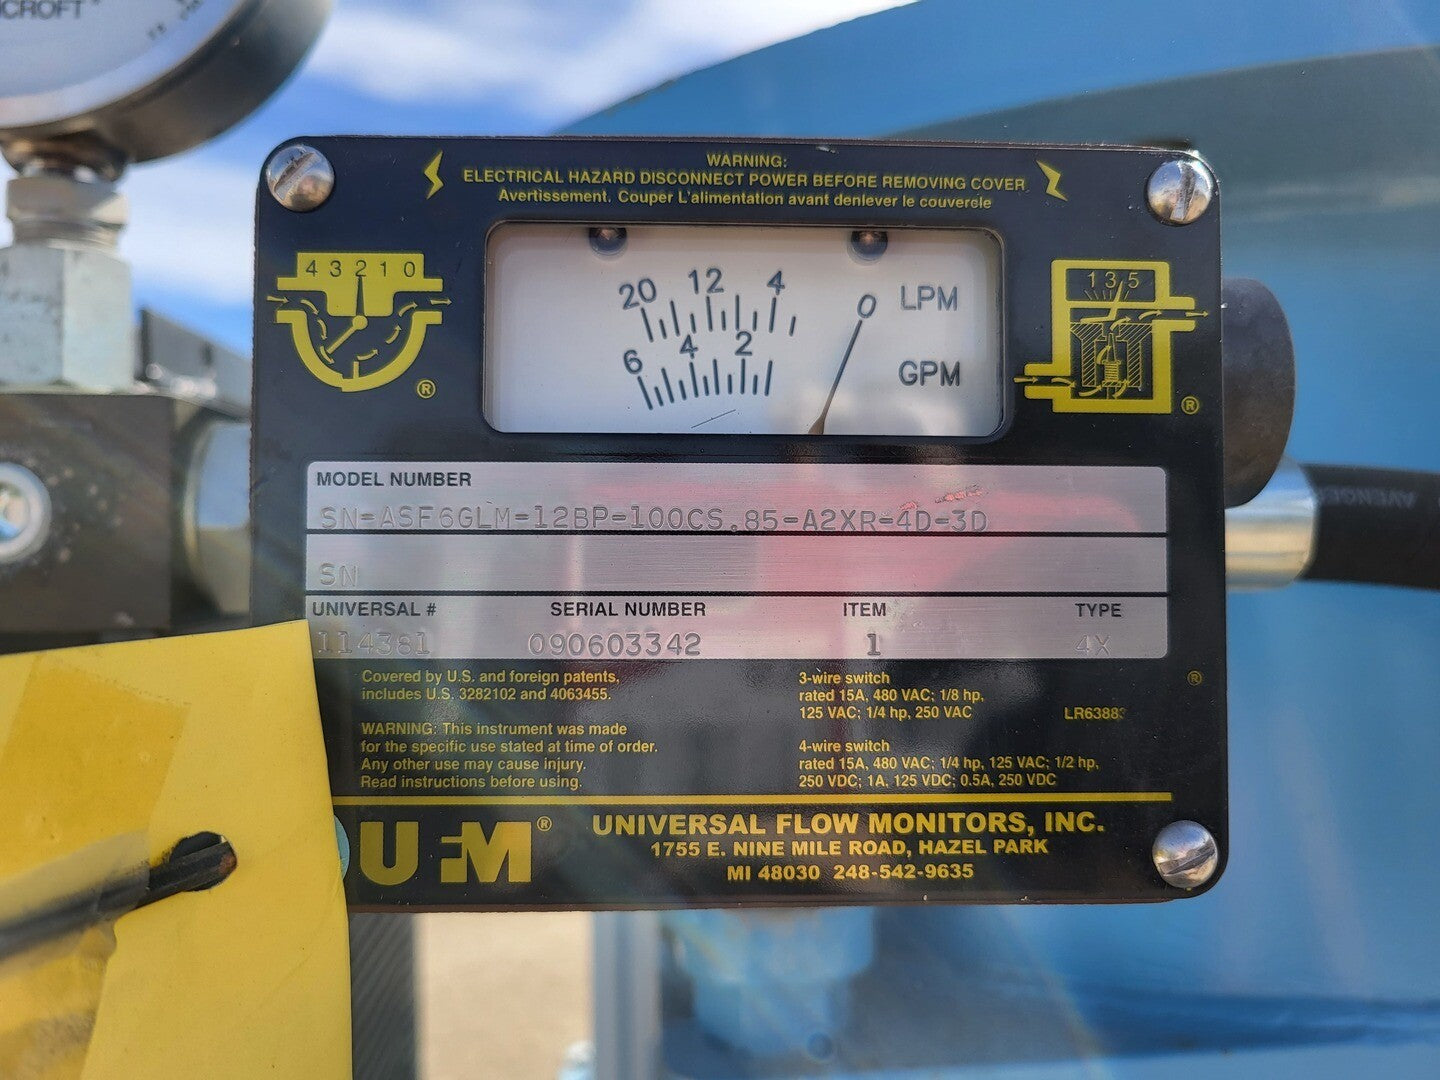 CROFT
WARNING:
ELECTRICAL HAZARD DISCONNECT POWER BEFORE REMOVING COVER
Avertissement. Couper L'alimentation avant denlever le couvercle
4 3 2 1 0
®
20 12 4 0 LPM
6 4 2 GPM
1 3 5
®
MODEL NUMBER
SN-ASF6GLM-12BP-100CS.85-A2XR-4D-3D
SN
UNIVERSAL # SERIAL NUMBER ITEM TYPE
114381 090603342 1 4X
Covered by U.S. and foreign patents,
includes U.S. 3282102 and 4063455.
WARNING: This instrument was made
for the specific use stated at time of order.
Any other use may cause injury.
Read instructions before using.
3-wire switch
rated 15A, 480 VAC; 1/8 hp,
125 VAC; 1/4 hp, 250 VAC
4-wire switch
rated 15A, 480 VAC; 1/4 hp, 125 VAC; 1/2 hp,
250 VDC; 1A, 125 VDC; 0.5A, 250 VDC
®
UFM®
UNIVERSAL FLOW MONITORS, INC.
1755 E. NINE MILE ROAD, HAZEL PARK
MI 48030 248-542-9635